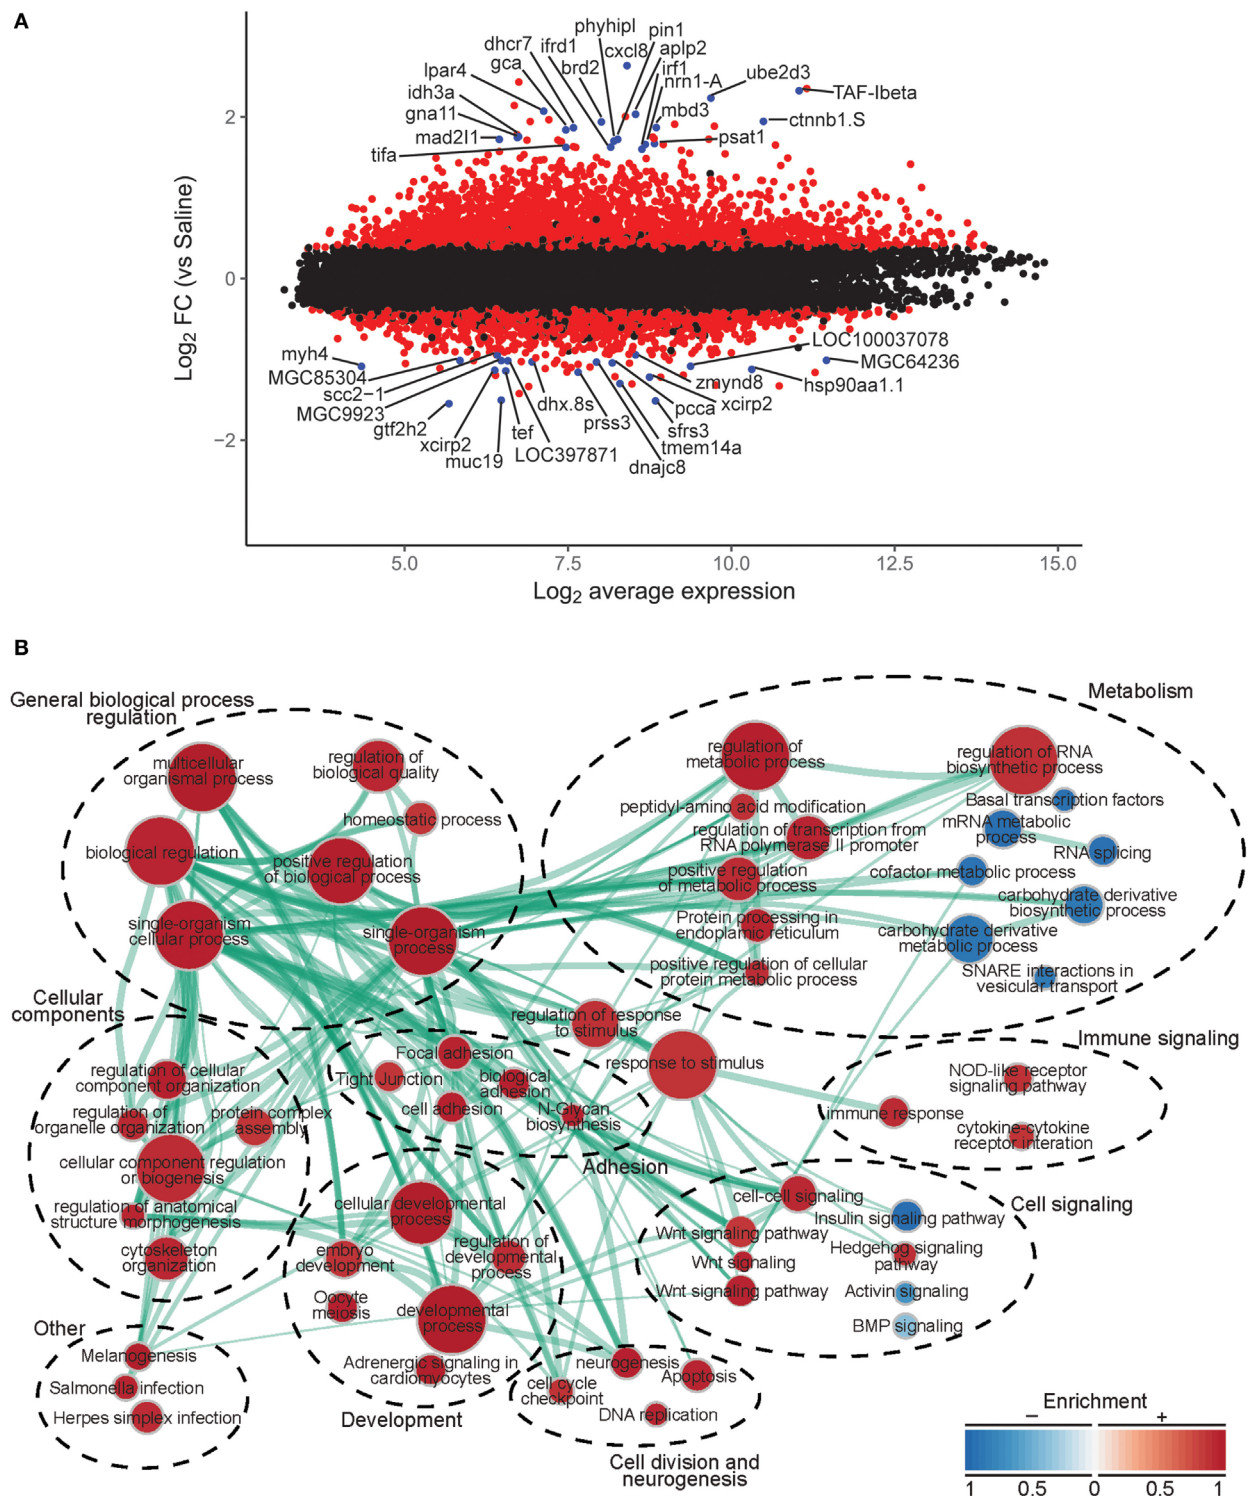 A
phyhipl
pin1
dhcr7
ifrd1
cxcl8
aplp2
gca
brd2
irf1
lpar4
nrn1-A
ube2d3
idh3a
TAF-Ibeta
gna11
mbd3
ctnnb1.S
mad2l1
psat1
tifa
2
0
−2
Log2 FC (vs Saline)
LOC100037078
myh4
MGC64236
MGC85304
zmynd8
hsp90aa1.1
scc2−1
dhx.8s
pcca
xcirp2
MGC9923
prss3
gtf2h2
sfrs3
xcirp2
tef
tmem14a
muc19
LOC397871
dnajc8
5.0
7.5
10.0
12.5
15.0
Log2 average expression
B
General biological process
regulation
Metabolism
multicellular
organismal process
regulation of
biological quality
homeostatic process
biological regulation
positive regulation
of biological process
single-organism
cellular process
single-organism
process
regulation of
metabolic process
regulation of RNA
biosynthetic process
peptidyl-amino acid modification
Basal transcription factors
regulation of transcription from
RNA polymerase II promoter
mRNA metabolic
process
RNA splicing
positive regulation
of metabolic process
cofactor metabolic process
carbohydrate derivative
biosynthetic process
Protein processing in
endoplamic reticulum
carbohydrate derivative
metabolic process
positive regulation of cellular
protein metabolic process
SNARE interactions in
vesicular transport
Cellular
components
regulation of response
to stimulus
response to stimulus
Immune signaling
NOD-like receptor
signaling pathway
immune response
cytokine-cytokine
receptor interation
regulation of cellular
component organization
regulation of
organelle organization
protein complex
assembly
cellular component regulation
or biogenesis
regulation of anatomical
structure morphogenesis
cytoskeleton
organization
Focal adhesion
Tight Junction
biological
adhesion
cell adhesion
N-Glycan
biosynthesis
Adhesion
Cell signaling
cell-cell signaling
Insulin signaling pathway
Wnt signaling pathway
Hedgehog signaling
pathway
Wnt signaling
Wnt signaling pathway
Activin signaling
BMP signaling
cellular developmental
process
embryo
development
regulation of
developmental
process
Oocyte
meiosis
developmental
process
Adrenergic signaling in
cardiomyocytes
Development
Other
Melanogenesis
Salmonella infection
Herpes simplex infection
neurogenesis
Apoptosis
cell cycle
checkpoint
DNA replication
Cell division and
neurogenesis
Enrichment
− +
1 0.5 0 0.5 1